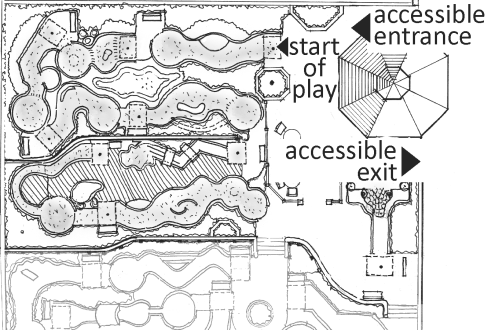 accessible
entrance
start
of
play
accessible
exit